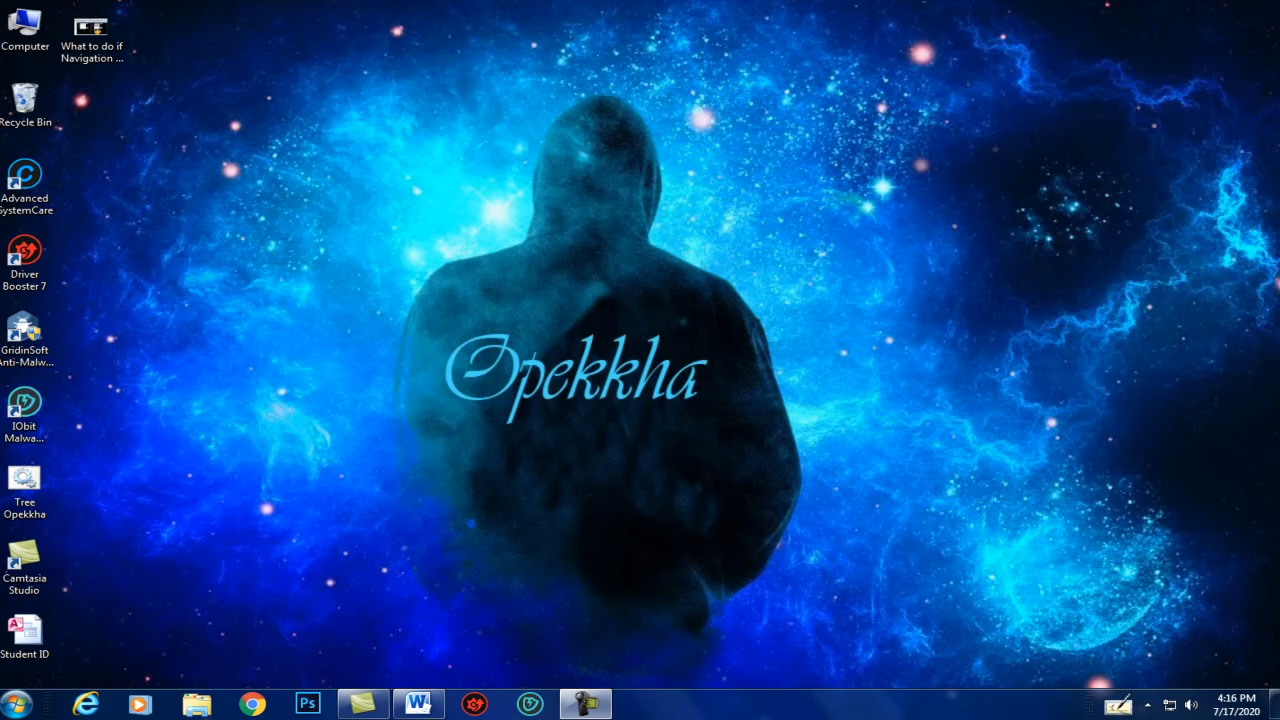 Computer
What to do if
Navigation ...
Recycle Bin
Advanced
SystemCare
Driver
Booster 7
GridinSoft
Anti-Malw...
IObit
Malwa...
Tree
Opekkha
Camtasia
Studio
Student ID
Opekkha
Ps
W
4:16 PM
7/17/2020